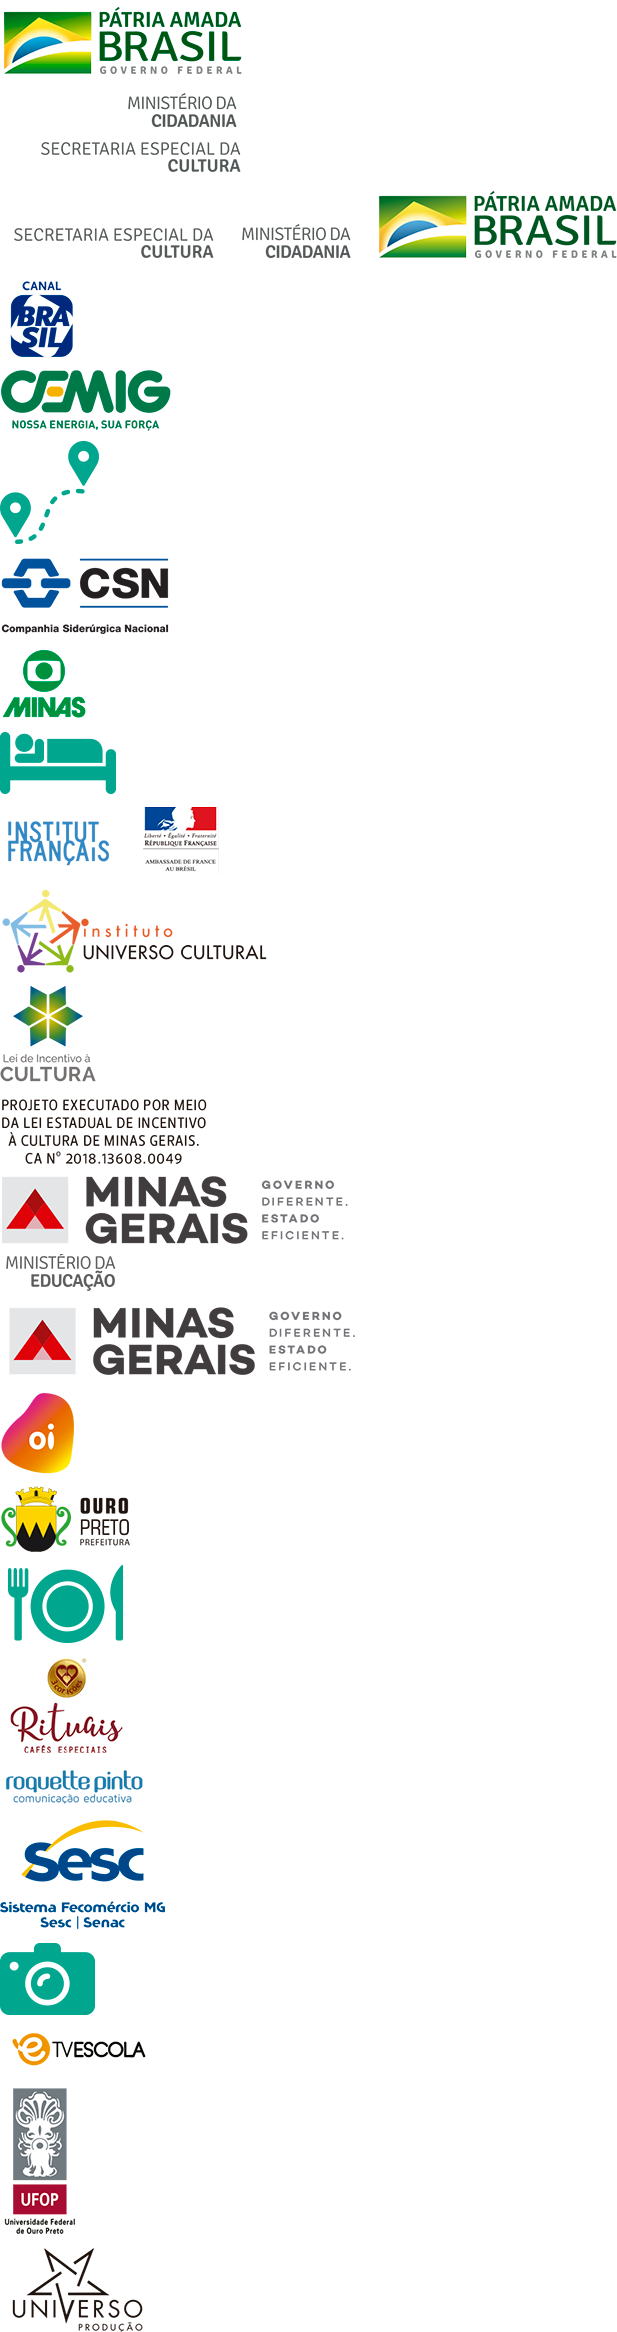 PÁTRIA AMADA
BRASIL
GOVERNO FEDERAL
MINISTÉRIO DA
CIDADANIA
SECRETARIA ESPECIAL DA
CULTURA
SECRETARIA ESPECIAL DA
CULTURA
MINISTÉRIO DA
CIDADANIA
PÁTRIA AMADA
BRASIL
GOVERNO FEDERAL
CANAL
BRA
SIL
CEMIG
NOSSA ENERGIA, SUA FORÇA
CSN
Companhia Siderúrgica Nacional
MINAS
INSTITUT
FRANÇAIS
Liberté • Égalité • Fraternité
RÉPUBLIQUE FRANÇAISE
AMBASSADE DE FRANCE
AU BRÉSIL
instituto
UNIVERSO CULTURAL
Lei de Incentivo à
CULTURA
PROJETO EXECUTADO POR MEIO
DA LEI ESTADUAL DE INCENTIVO
À CULTURA DE MINAS GERAIS.
CA Nº 2018.13608.0049
MINAS
GERAIS
GOVERNO
DIFERENTE.
ESTADO
EFICIENTE.
MINISTÉRIO DA
EDUCAÇÃO
MINAS
GERAIS
GOVERNO
DIFERENTE.
ESTADO
EFICIENTE.
oi
OURO
PRETO
PREFEITURA
3 corações
Rituais
CAFÉS ESPECIAIS
roquette pinto
comunicação educativa
Sesc
Sistema Fecomércio MG
Sesc | Senac
e TVESCOLA
UFOP
Universidade Federal
de Ouro Preto
UNIVERSO
PRODUÇÃO